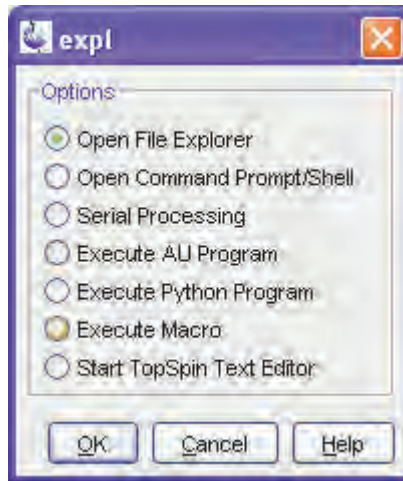 expl
Options
Open File Explorer
Open Command Prompt/Shell
Serial Processing
Execute AU Program
Execute Python Program
Execute Macro
Start TopSpin Text Editor
OK Cancel Help